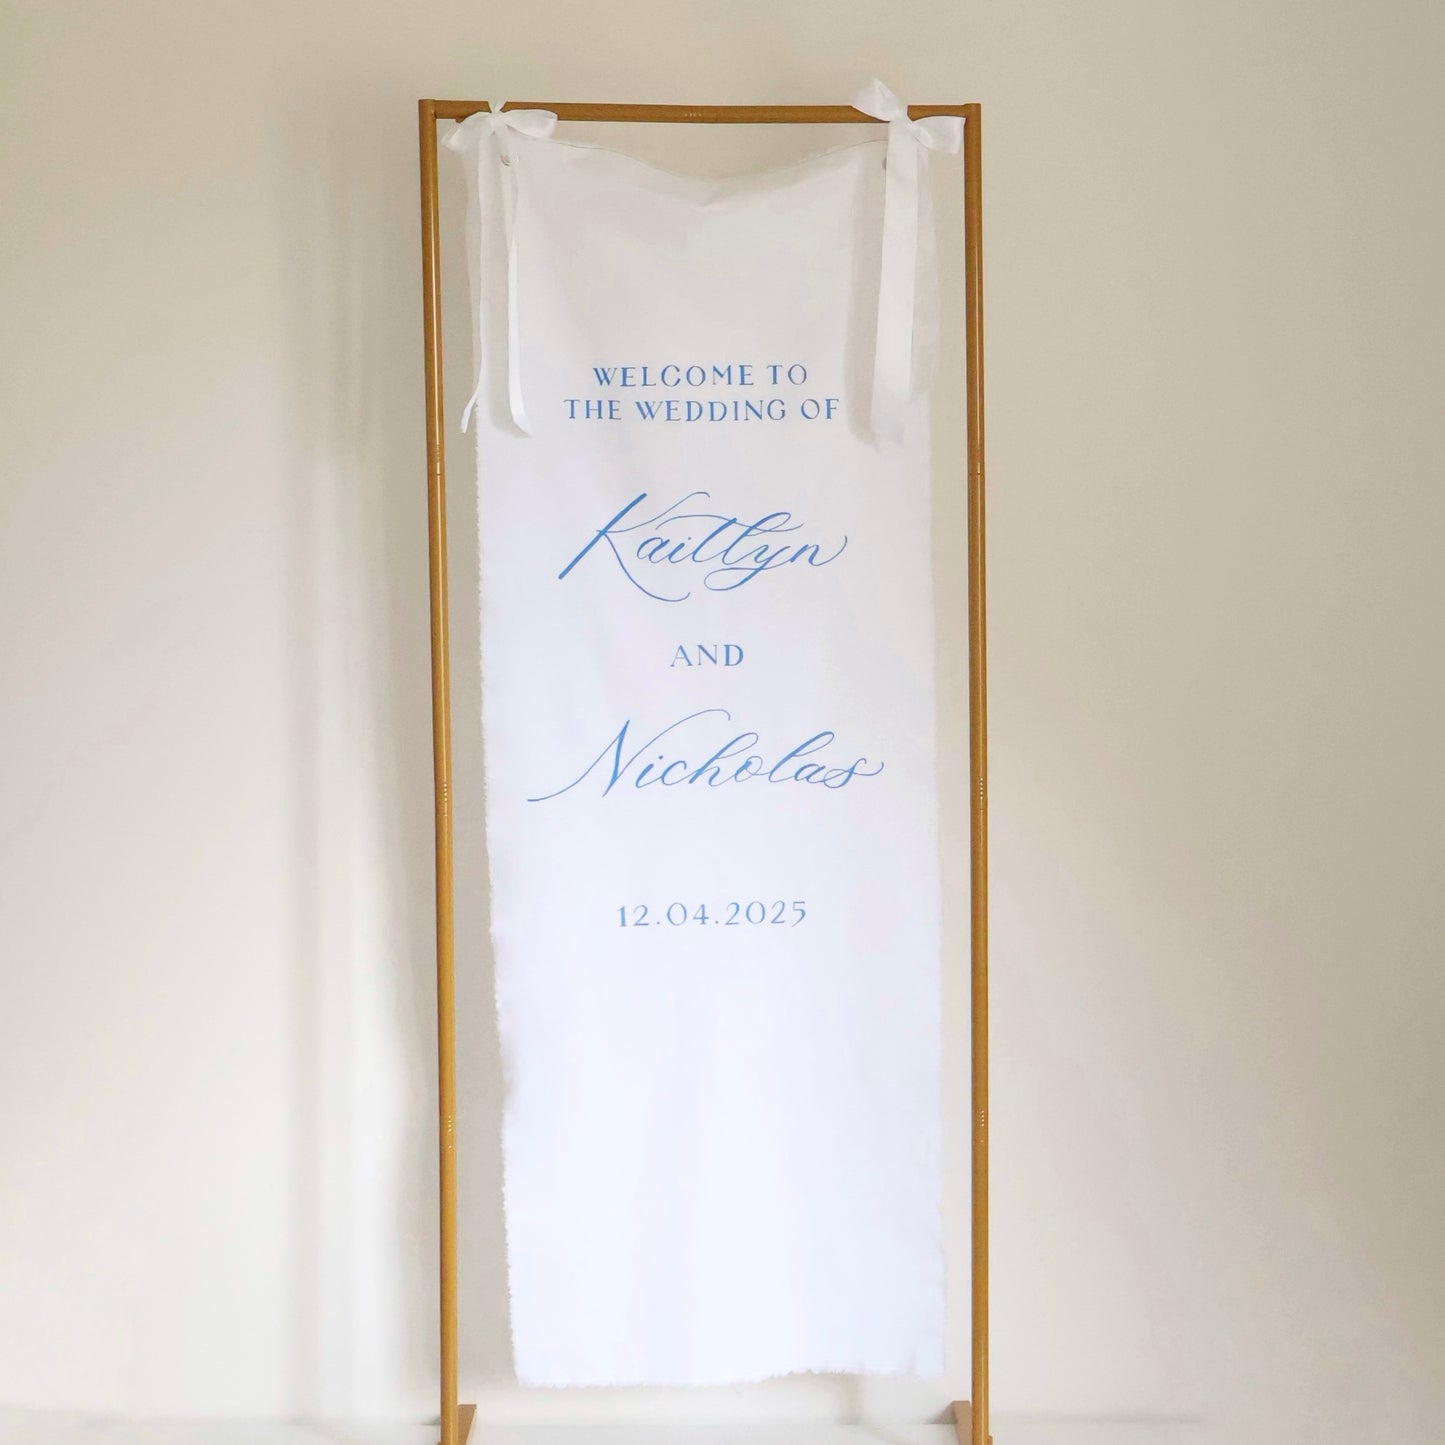 WELCOME TO
THE WEDDING OF
Kaitlyn
AND
Nicholas
12.04.2025